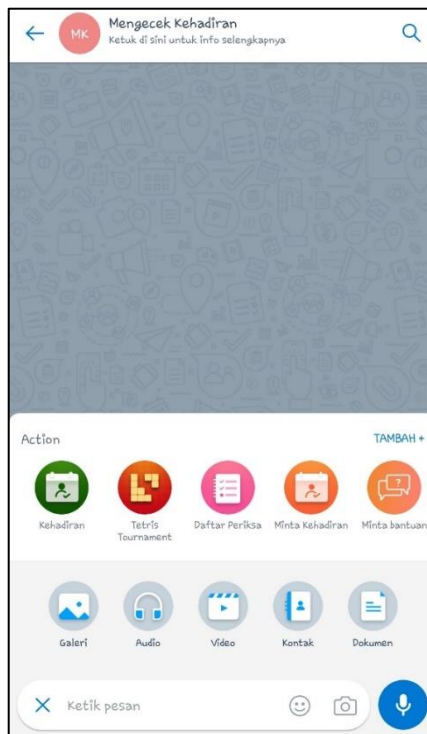 MK
Mengecek Kehadiran
Ketuk di sini untuk info selengkapnya
Action
TAMBAH +
Kehadiran
Tetris
Tournament
Daftar Periksa
Minta Kehadiran
Minta bantuan
Galeri
Audio
Video
Kontak
Dokumen
Ketik pesan